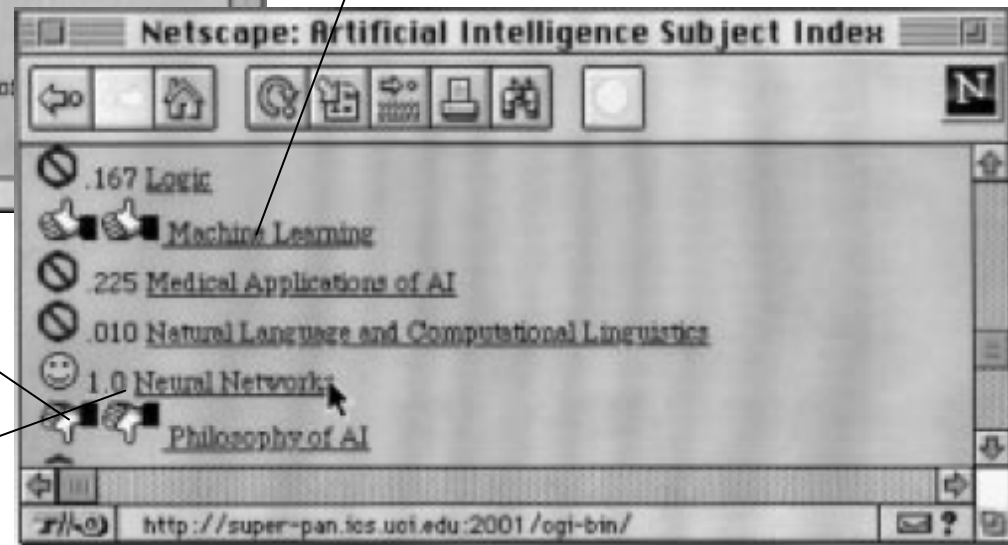 Netscape: Artificial Intelligence Subject Index
N
.167 Logic
Machine Learning
.225 Medical Applications of AI
.010 Natural Language and Computational Linguistics
1.0 Neural Networks
Philosophy of AI
http://super-pan.ics.uci.edu:2001/cgi-bin/
?